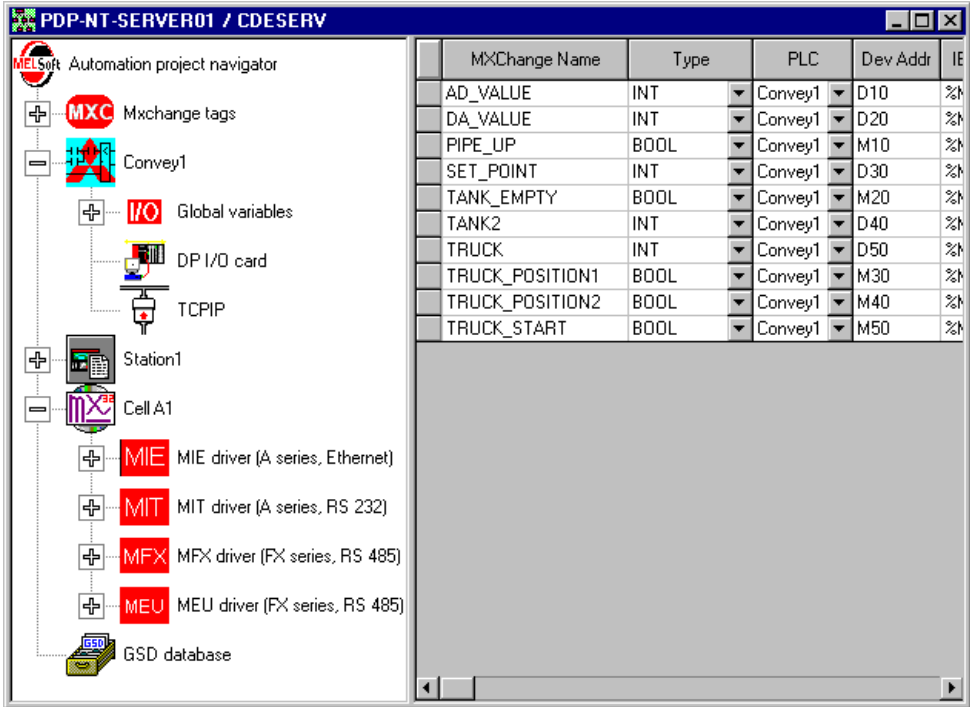 PDP-NT-SERVER01 / CDESERV
MELSoft Automation project navigator
MXC Mxchange tags
Convey1
I/O Global variables
DP I/O card
TCPIP
Station1
mx 32 Cell A1
MIE MIE driver (A series, Ethernet)
MIT MIT driver (A series, RS 232)
MFX MFX driver (FX series, RS 485)
MEU MEU driver (FX series, RS 485)
GSD GSD database
MXChange Name Type PLC Dev Addr IE
AD_VALUE INT Convey1 D10 %M
DA_VALUE INT Convey1 D20 %M
PIPE_UP BOOL Convey1 M10 %M
SET_POINT INT Convey1 D30 %M
TANK_EMPTY BOOL Convey1 M20 %M
TANK2 INT Convey1 D40 %M
TRUCK INT Convey1 D50 %M
TRUCK_POSITION1 BOOL Convey1 M30 %M
TRUCK_POSITION2 BOOL Convey1 M40 %M
TRUCK_START BOOL Convey1 M50 %M